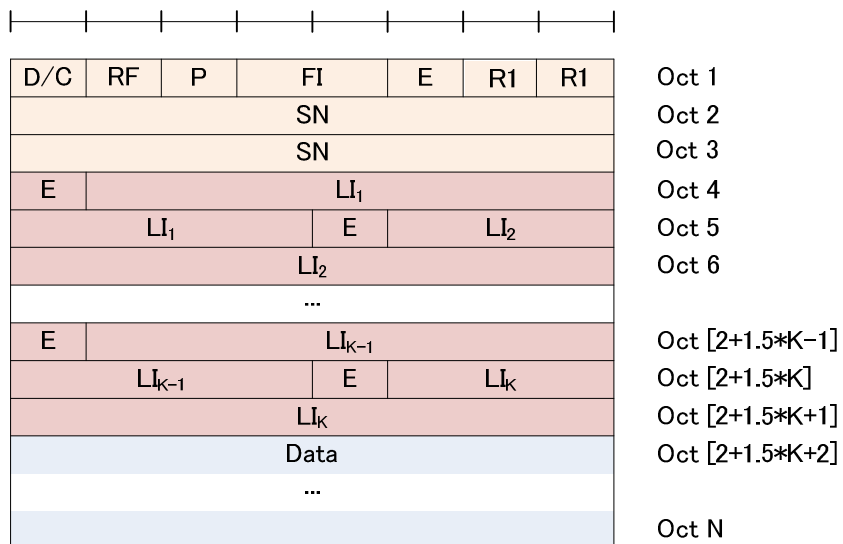 D/C RF P FI E R1 R1 Oct 1
SN Oct 2
SN Oct 3
E LI₁ Oct 4
LI₁ E LI₂ Oct 5
LI₂ Oct 6
...
E LIK-1 Oct [2+1.5*K-1]
LIK-1 E LIK Oct [2+1.5*K]
LIK Oct [2+1.5*K+1]
Data Oct [2+1.5*K+2]
...
Oct N